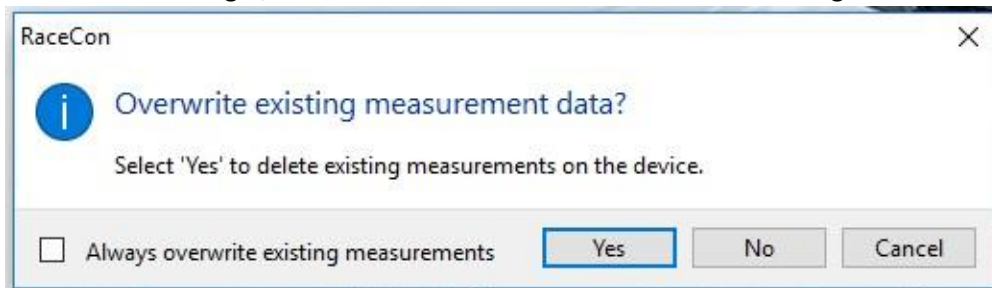 RaceCon
Overwrite existing measurement data?
Select 'Yes' to delete existing measurements on the device.
Always overwrite existing measurements Yes No Cancel